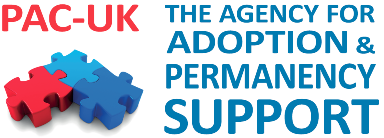 PAC-UK
THE AGENCY FOR
ADOPTION &
PERMANENCY
SUPPORT